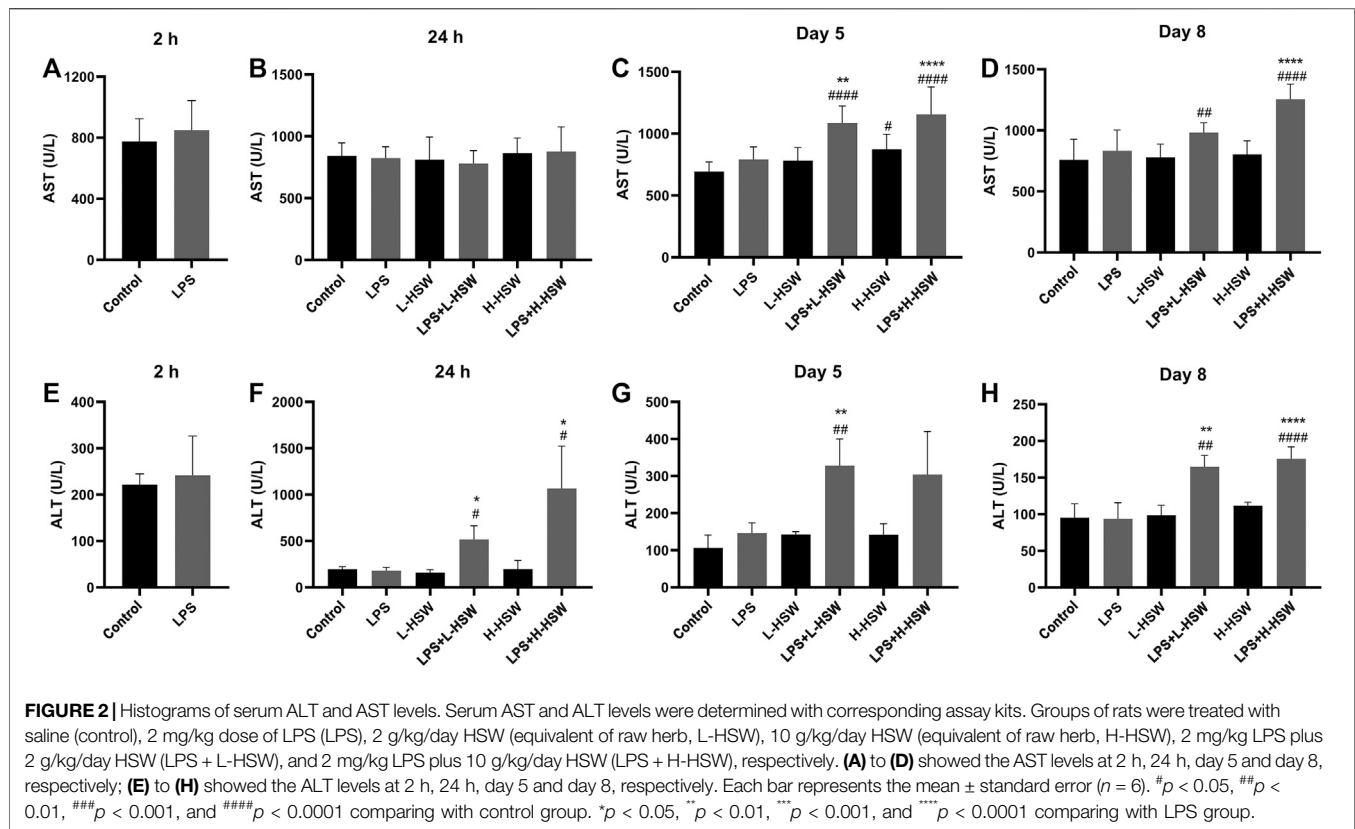 2 h
24 h
Day 5
Day 8
A
AST (U/L)
1200
800
400
0
Control
LPS
B
AST (U/L)
1500
1000
500
0
Control
LPS
L-HSW
LPS+L-HSW
H-HSW
LPS+H-HSW
C
AST (U/L)
1500
1000
500
0
**
####
#
****
####
Control
LPS
L-HSW
LPS+L-HSW
H-HSW
LPS+H-HSW
D
AST (U/L)
1500
1000
500
0
##
****
####
Control
LPS
L-HSW
LPS+L-HSW
H-HSW
LPS+H-HSW
2 h
24 h
Day 5
Day 8
E
ALT (U/L)
400
300
200
100
0
Control
LPS
F
ALT (U/L)
2000
1500
1000
500
0
*
#
*
#
Control
LPS
L-HSW
LPS+L-HSW
H-HSW
LPS+H-HSW
G
ALT (U/L)
500
400
300
200
100
0
**
##
Control
LPS
L-HSW
LPS+L-HSW
H-HSW
LPS+H-HSW
H
ALT (U/L)
250
200
150
100
50
0
**
##
****
####
Control
LPS
L-HSW
LPS+L-HSW
H-HSW
LPS+H-HSW
FIGURE 2 | Histograms of serum ALT and AST levels. Serum AST and ALT levels were determined with corresponding assay kits. Groups of rats were treated with
saline (control), 2 mg/kg dose of LPS (LPS), 2 g/kg/day HSW (equivalent of raw herb, L-HSW), 10 g/kg/day HSW (equivalent of raw herb, H-HSW), 2 mg/kg LPS plus
2 g/kg/day HSW (LPS + L-HSW), and 2 mg/kg LPS plus 10 g/kg/day HSW (LPS + H-HSW), respectively. (A) to (D) showed the AST levels at 2 h, 24 h, day 5 and day 8,
respectively; (E) to (H) showed the ALT levels at 2 h, 24 h, day 5 and day 8, respectively. Each bar represents the mean ± standard error (n = 6). #p < 0.05, ##p <
0.01, ###p < 0.001, and ####p < 0.0001 comparing with control group. *p < 0.05, **p < 0.01, ***p < 0.001, and ****p < 0.0001 comparing with LPS group.